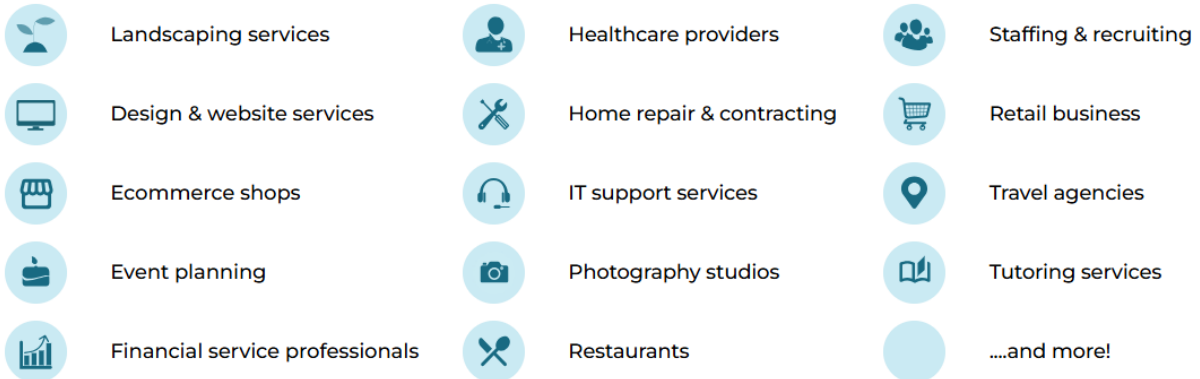 Landscaping services
Healthcare providers
Staffing & recruiting
Design & website services
Home repair & contracting
Retail business
Ecommerce shops
IT support services
Travel agencies
Event planning
Photography studios
Tutoring services
Financial service professionals
Restaurants
....and more!